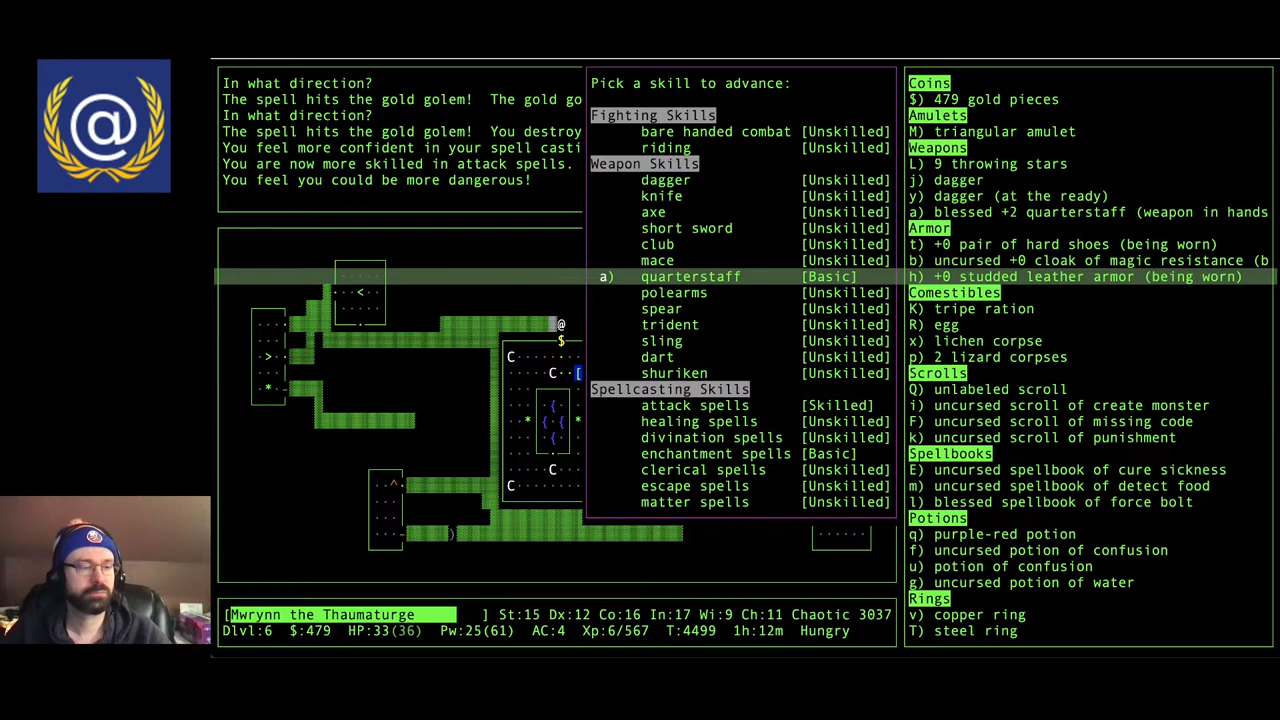 @
In what direction?
The spell hits the gold golem!  The gold go
In what direction?
The spell hits the gold golem!  You destroy
You feel more confident in your spell casti
You are now more skilled in attack spells.
You feel you could be more dangerous!
Pick a skill to advance:
Fighting Skills
bare handed combat [Unskilled]
riding [Unskilled]
Weapon Skills
dagger [Unskilled]
knife [Unskilled]
axe [Unskilled]
short sword [Unskilled]
club [Unskilled]
mace [Unskilled]
a) quarterstaff [Basic]
polearms [Unskilled]
spear [Unskilled]
trident [Unskilled]
sling [Unskilled]
dart [Unskilled]
shuriken [Unskilled]
Spellcasting Skills
attack spells [Skilled]
healing spells [Unskilled]
divination spells [Unskilled]
enchantment spells [Basic]
clerical spells [Unskilled]
escape spells [Unskilled]
matter spells [Unskilled]
Coins
$) 479 gold pieces
Amulets
M) triangular amulet
Weapons
L) 9 throwing stars
j) dagger
y) dagger (at the ready)
a) blessed +2 quarterstaff (weapon in hands
Armor
t) +0 pair of hard shoes (being worn)
b) uncursed +0 cloak of magic resistance (b
h) +0 studded leather armor (being worn)
Comestibles
K) tripe ration
R) egg
x) lichen corpse
p) 2 lizard corpses
Scrolls
Q) unlabeled scroll
i) uncursed scroll of create monster
F) uncursed scroll of missing code
k) uncursed scroll of punishment
Spellbooks
E) uncursed spellbook of cure sickness
m) uncursed spellbook of detect food
l) blessed spellbook of force bolt
Potions
q) purple-red potion
f) uncursed potion of confusion
u) potion of confusion
g) uncursed potion of water
Rings
v) copper ring
T) steel ring
[Mwrynn the Thaumaturge ] St:15 Dx:12 Co:16 In:17 Wi:9 Ch:11 Chaotic 3037
Dlvl:6 $:479 HP:33(36) Pw:25(61) AC:4 Xp:6/567 T:4499 1h:12m Hungry